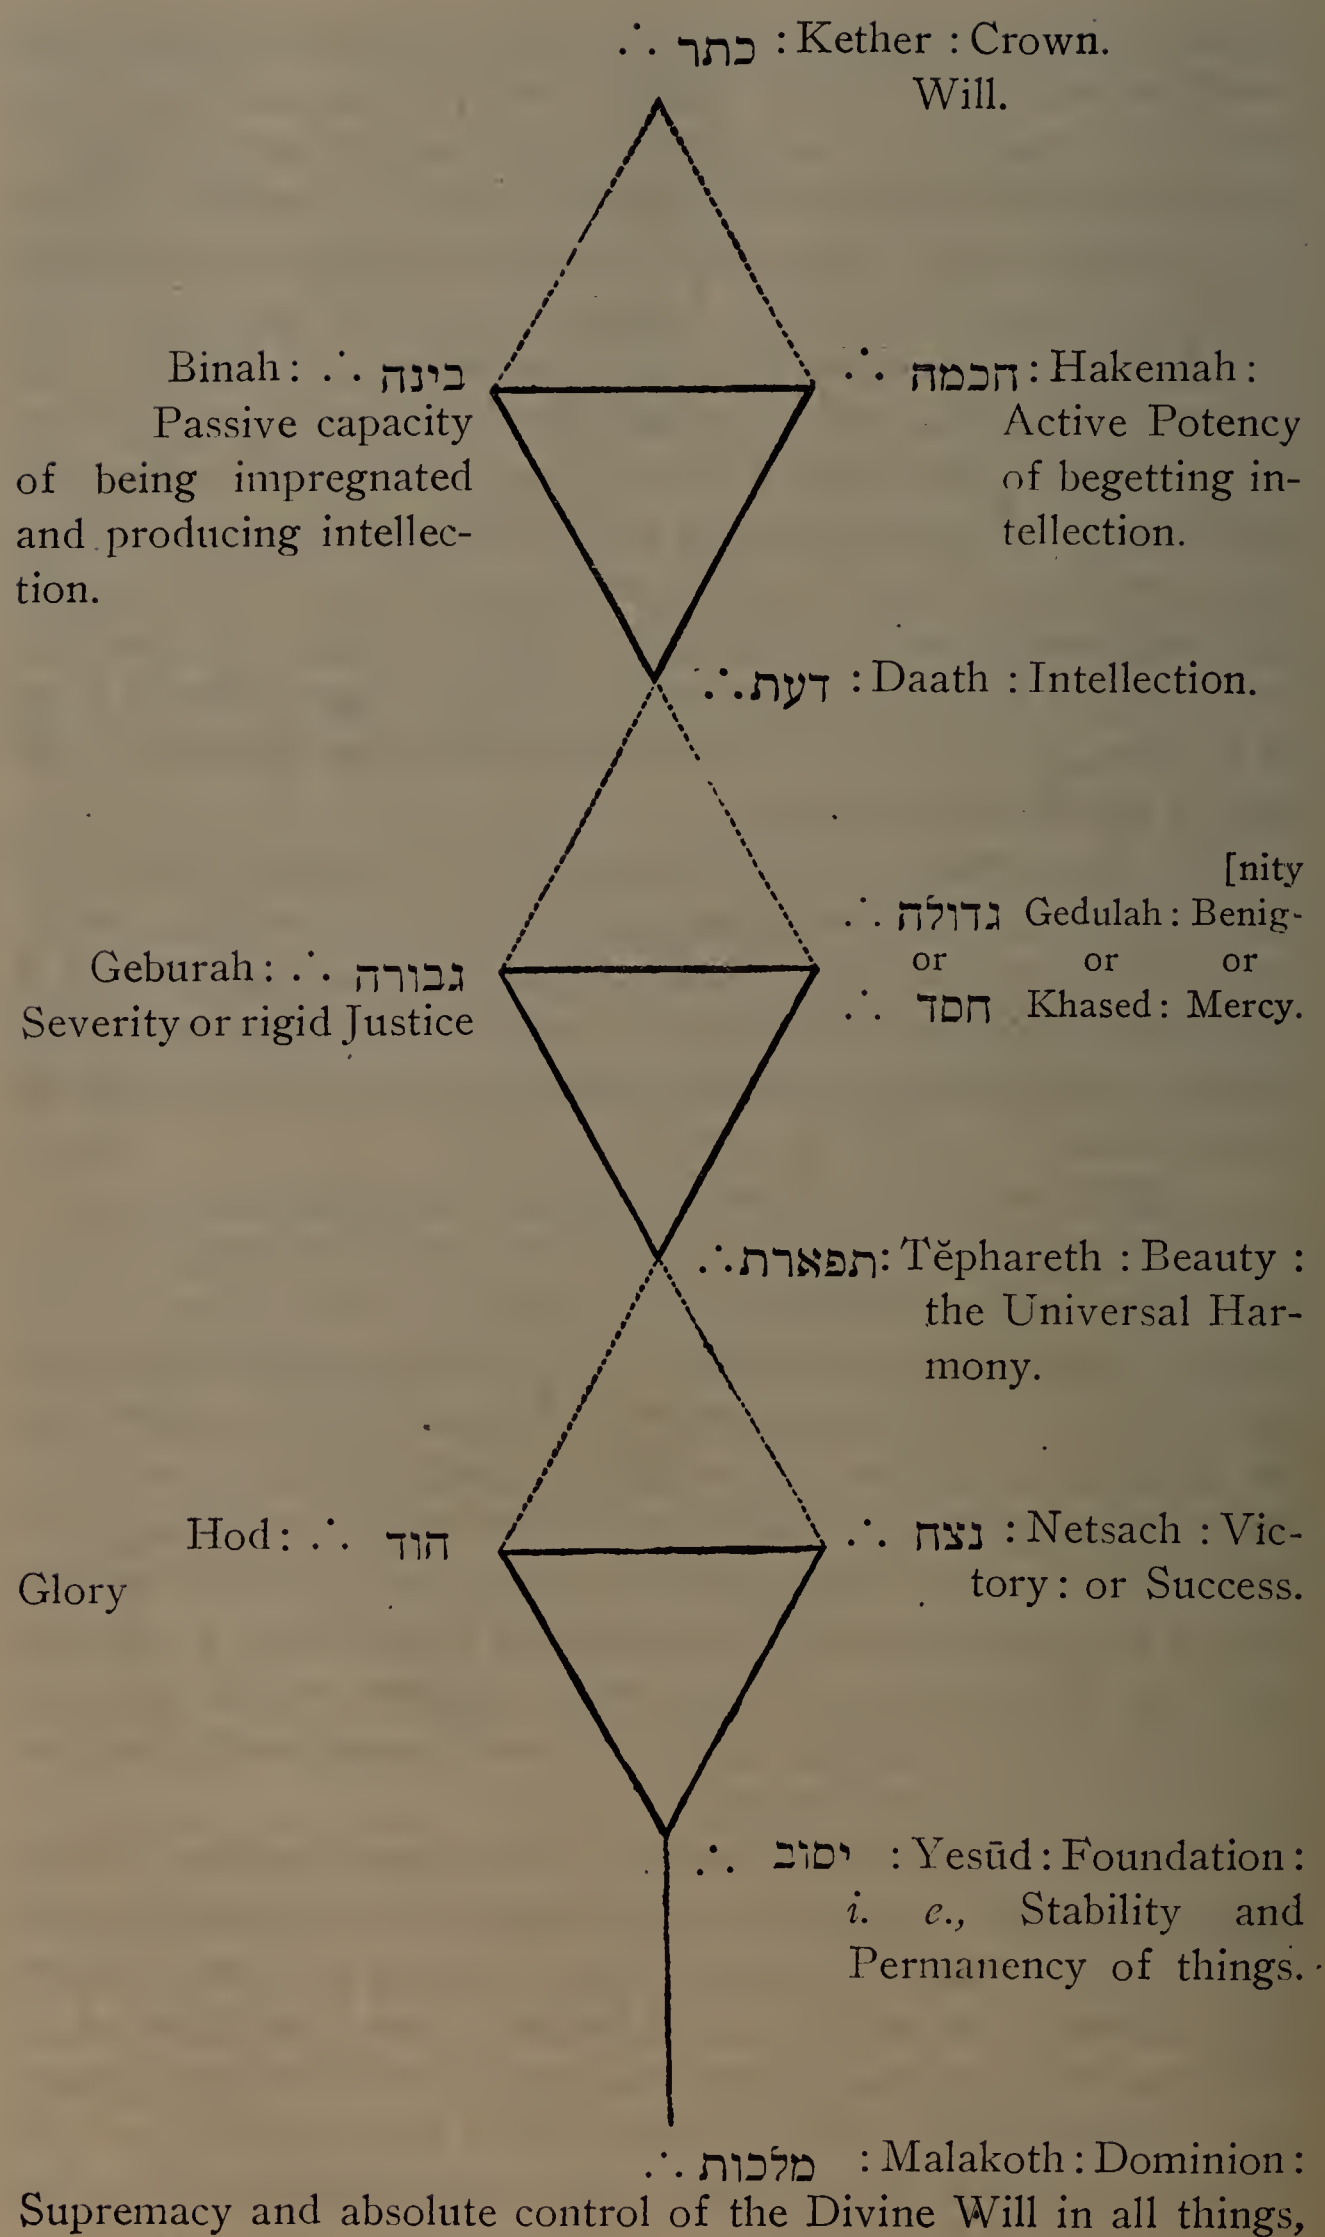 ∴ כתר : Kether : Crown.
Will.
Binah : ∴ בינה
Passive capacity
of being impregnated
and producing intellec-
tion.
∴ הכמה : Hakemah :
Active Potency
of begetting in-
tellection.
∴ דעת : Daath : Intellection.
Geburah : ∴ גבורה
Severity or rigid Justice
[nity
∴ גדולה Gedulah : Benig-
or or or
∴ חסד Khased : Mercy.
∴ תפארת : Tĕphareth : Beauty :
the Universal Har-
mony.
Hod : ∴ הוד
Glory
∴ נצח : Netsach : Vic-
tory : or Success.
∴ יסוב : Yesūd : Foundation :
i. e., Stability and
Permanency of things.
∴ מלכות : Malakoth : Dominion :
Supremacy and absolute control of the Divine Will in all things,